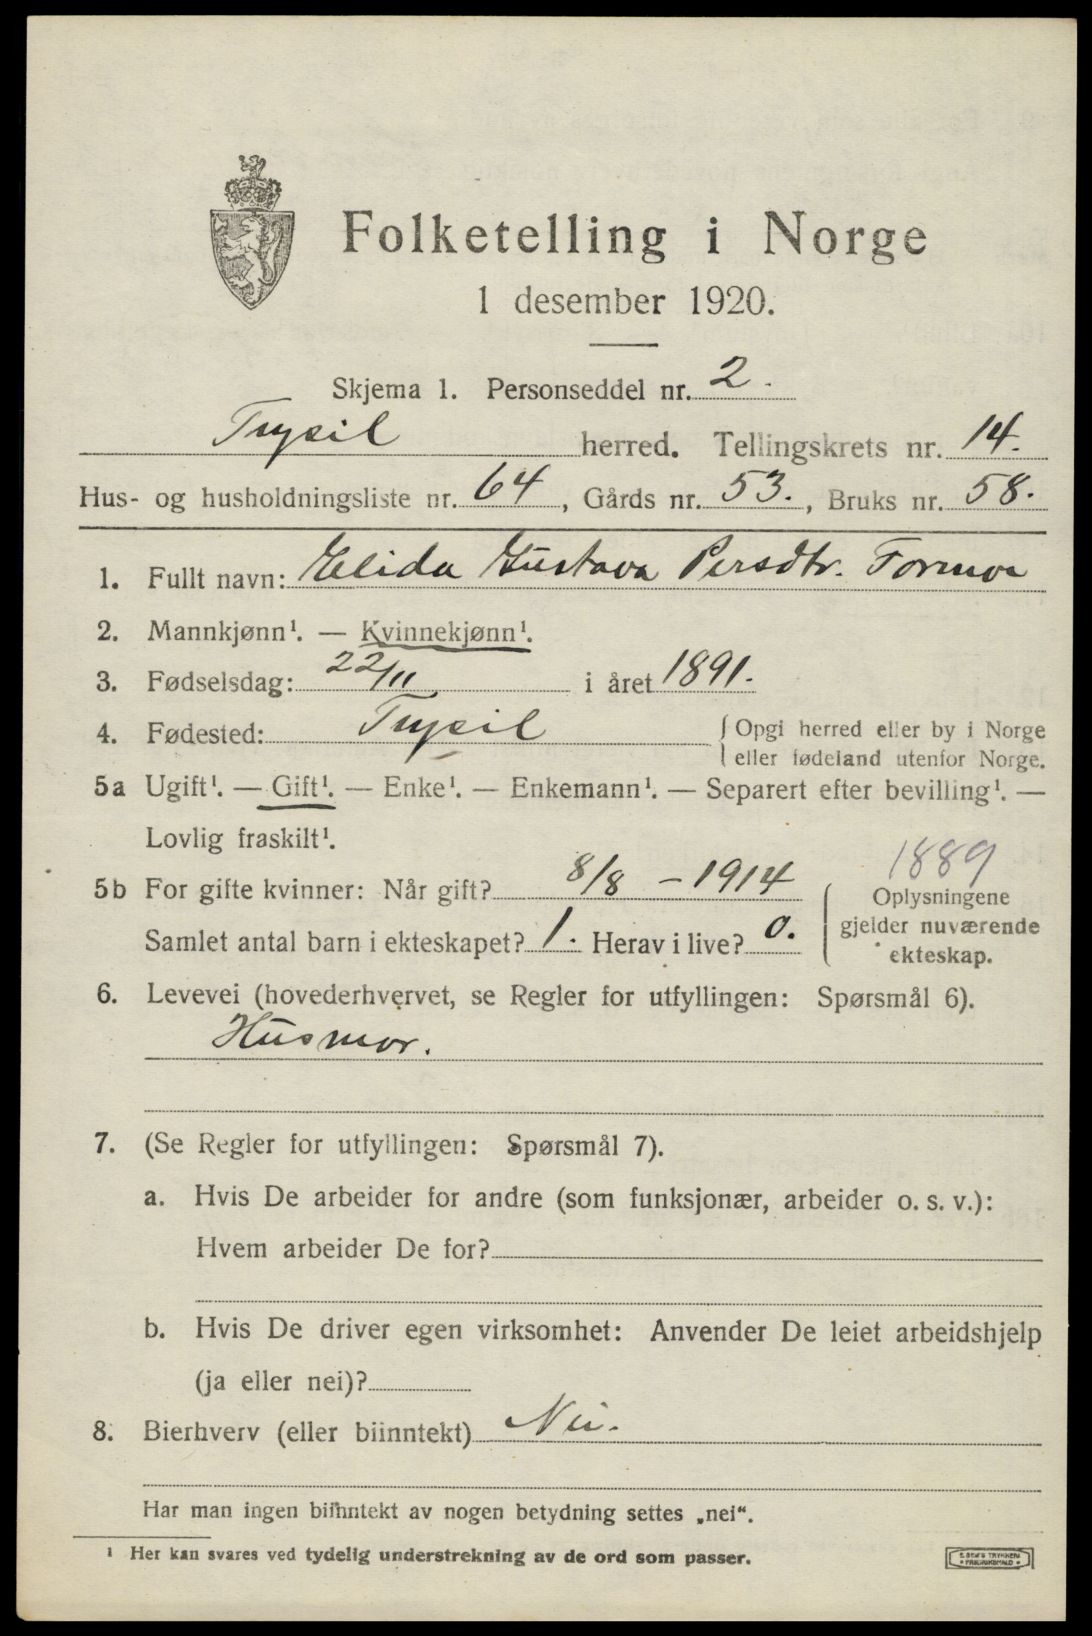 Folketelling i Norge
1 desember 1920.
Skjema 1. Personseddel nr. 2.
Trysil herred. Tellingskrets nr. 14.
Hus- og husholdningsliste nr. 64, Gårds nr. 53., Bruks nr. 58.
1. Fullt navn: Elida Gustava Persdtr. Formoe
2. Mannkjønn¹. — Kvinnekjønn¹.
3. Fødselsdag: 22/11 i året 1891.
4. Fødested: Trysil { Opgi herred eller by i Norge
eller fødeland utenfor Norge.
5a Ugift¹. — Gift¹. — Enke¹. — Enkemann¹. — Separert efter bevilling¹. —
Lovlig fraskilt¹.
1889
5b For gifte kvinner: Når gift? 8/8 - 1914
Samlet antal barn i ekteskapet? 1. Herav i live? 0.
{ Oplysningene
gjelder nuværende
ekteskap.
6. Levevei (hovederhvervet, se Regler for utfyllingen: Spørsmål 6).
Husmor.
7. (Se Regler for utfyllingen: Spørsmål 7).
a. Hvis De arbeider for andre (som funksjonær, arbeider o. s. v.):
Hvem arbeider De for?
b. Hvis De driver egen virksomhet: Anvender De leiet arbeidshjelp
(ja eller nei)?
8. Bierhverv (eller biinntekt) Nei.
Har man ingen biinntekt av nogen betydning settes „nei“.
¹ Her kan svares ved tydelig understrekning av de ord som passer.